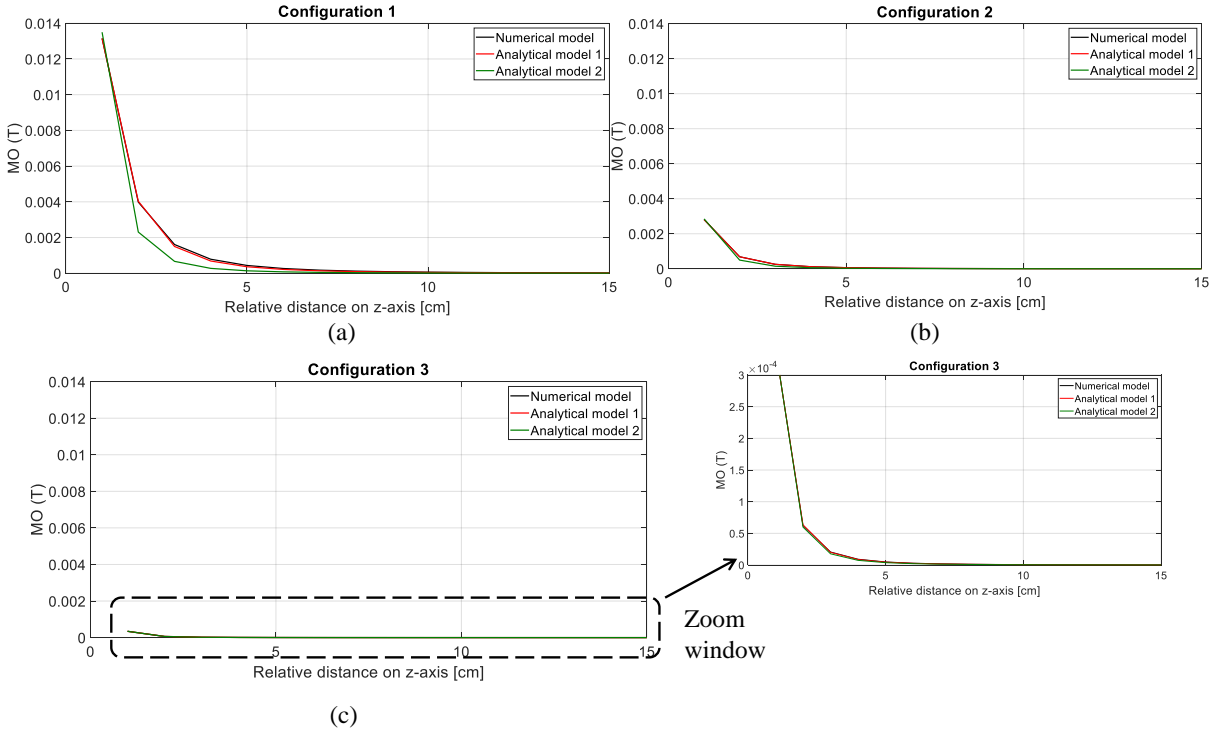 Configuration 1
0.014
0.012
0.01
0.008
0.006
0.004
0.002
0
MO (T)
Numerical model
Analytical model 1
Analytical model 2
0 5 10 15
Relative distance on z-axis [cm]
(a)
Configuration 2
0.014
0.012
0.01
0.008
0.006
0.004
0.002
0
MO (T)
Numerical model
Analytical model 1
Analytical model 2
0 5 10 15
Relative distance on z-axis [cm]
(b)
Configuration 3
0.014
0.012
0.01
0.008
0.006
0.004
0.002
0
MO (T)
Numerical model
Analytical model 1
Analytical model 2
0 5 10 15
Relative distance on z-axis [cm]
(c)
Configuration 3
×10⁻⁴
3
2.5
2
1.5
1
0.5
0
MO (T)
Numerical model
Analytical model 1
Analytical model 2
0 5 10 15
Relative distance on z-axis [cm]
Zoom
window